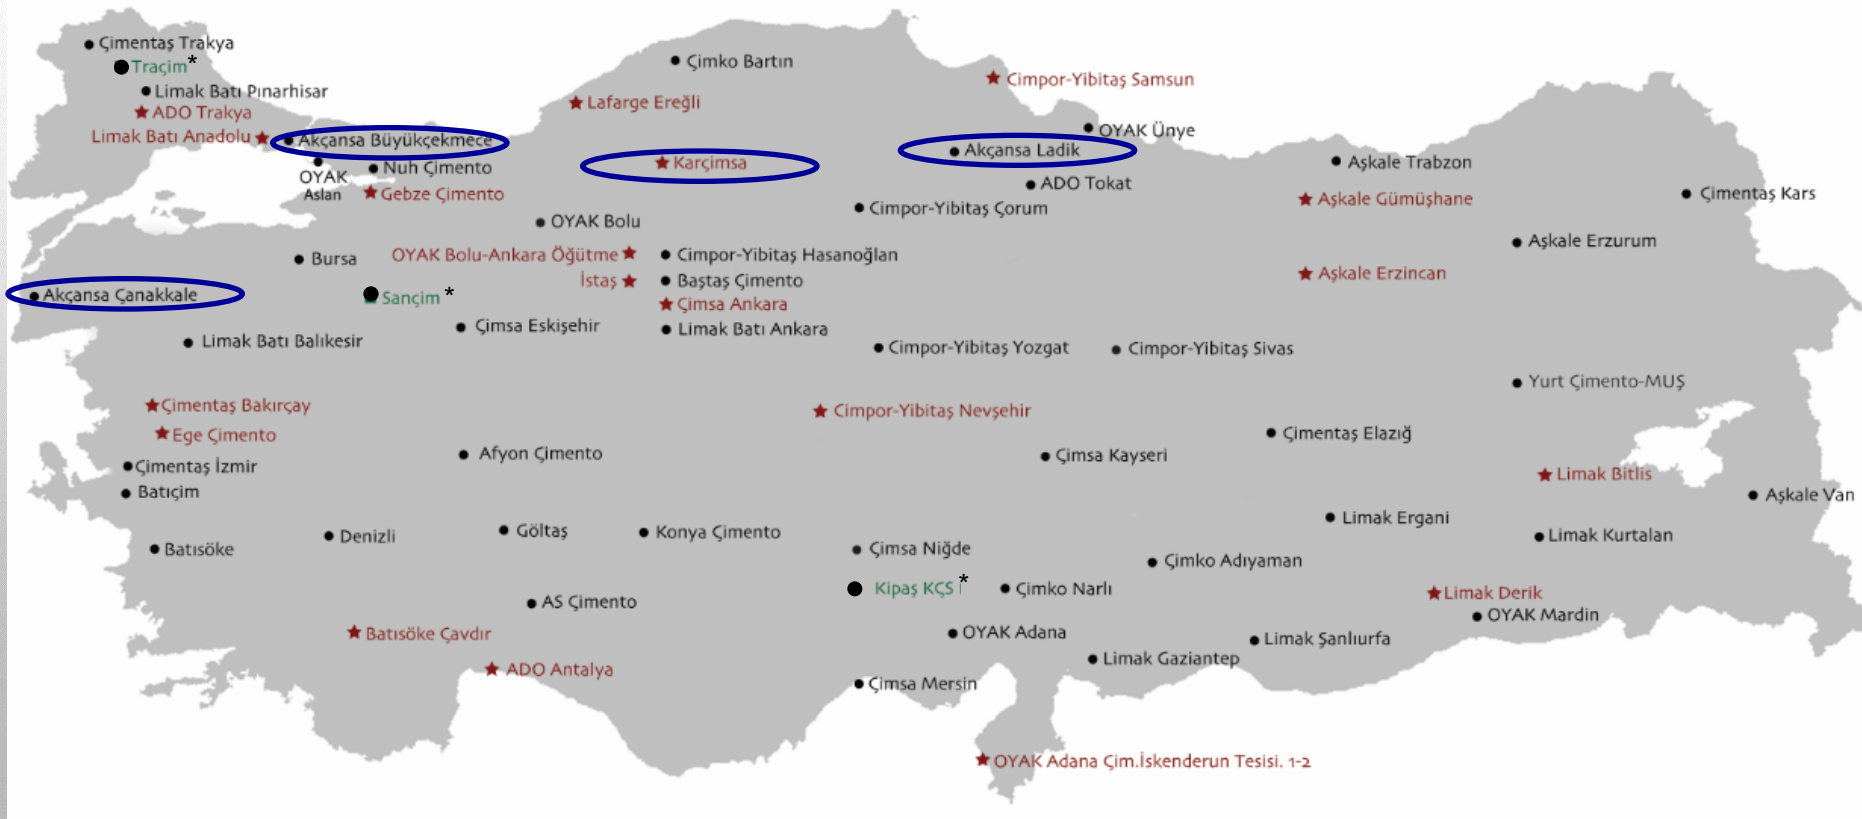 Çimentaş Trakya
Traçim*
Çimko Bartın
Cimpor-Yibitaş Samsun
Limak Batı Pınarhisar
Lafarge Ereğli
ADO Trakya
Limak Batı Anadolu
Akçansa Büyükçekmece
OYAK Ünye
Akçansa Ladik
Karçimsa
Aşkale Trabzon
Nuh Çimento
OYAK
Aslan
Gebze Çimento
ADO Tokat
Aşkale Gümüşhane
Çimentaş Kars
Cimpor-Yibitaş Çorum
OYAK Bolu
Aşkale Erzurum
Bursa
OYAK Bolu-Ankara Öğütme
Cimpor-Yibitaş Hasanoğlan
Aşkale Erzincan
İstaş
Baştaş Çimento
Akçansa Çanakkale
Sançim *
Çimsa Ankara
Çimsa Eskişehir
Limak Batı Ankara
Limak Batı Balıkesir
Cimpor-Yibitaş Yozgat
Cimpor-Yibitaş Sivas
Yurt Çimento-MUŞ
Çimentaş Bakırçay
Cimpor-Yibitaş Nevşehir
Ege Çimento
Çimentaş Elazığ
Afyon Çimento
Çimsa Kayseri
Çimentaş İzmir
Limak Bitlis
Batıçim
Aşkale Van
Limak Ergani
Göltaş
Konya Çimento
Denizli
Limak Kurtalan
Batısöke
Çimsa Niğde
Çimko Adıyaman
Kipaş KÇS *
Çimko Narlı
Limak Derik
AS Çimento
OYAK Mardin
Batısöke Çavdır
OYAK Adana
Limak Şanlıurfa
Limak Gaziantep
ADO Antalya
Çimsa Mersin
OYAK Adana Çim.İskenderun Tesisi. 1-2